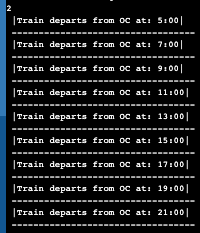 2
|Train departs from OC at: 5:00|
----------------------------------
|Train departs from OC at: 7:00|
----------------------------------
|Train departs from OC at: 9:00|
----------------------------------
|Train departs from OC at: 11:00|
----------------------------------
|Train departs from OC at: 13:00|
----------------------------------
|Train departs from OC at: 15:00|
----------------------------------
|Train departs from OC at: 17:00|
----------------------------------
|Train departs from OC at: 19:00|
----------------------------------
|Train departs from OC at: 21:00|
----------------------------------